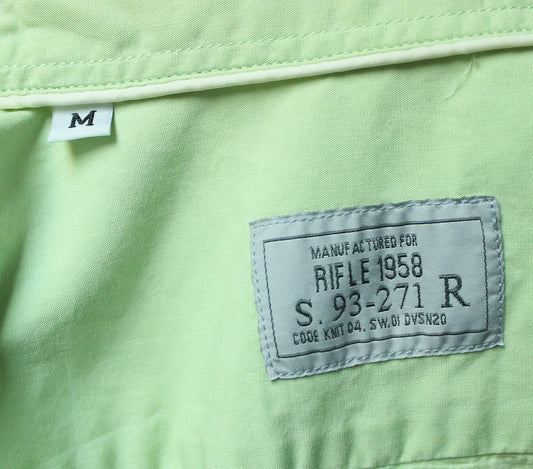 M
MANUFACTURED FOR
RIFLE 1958
S. 93-271 R
CODE KNIT 04. SW.01 DVSN20